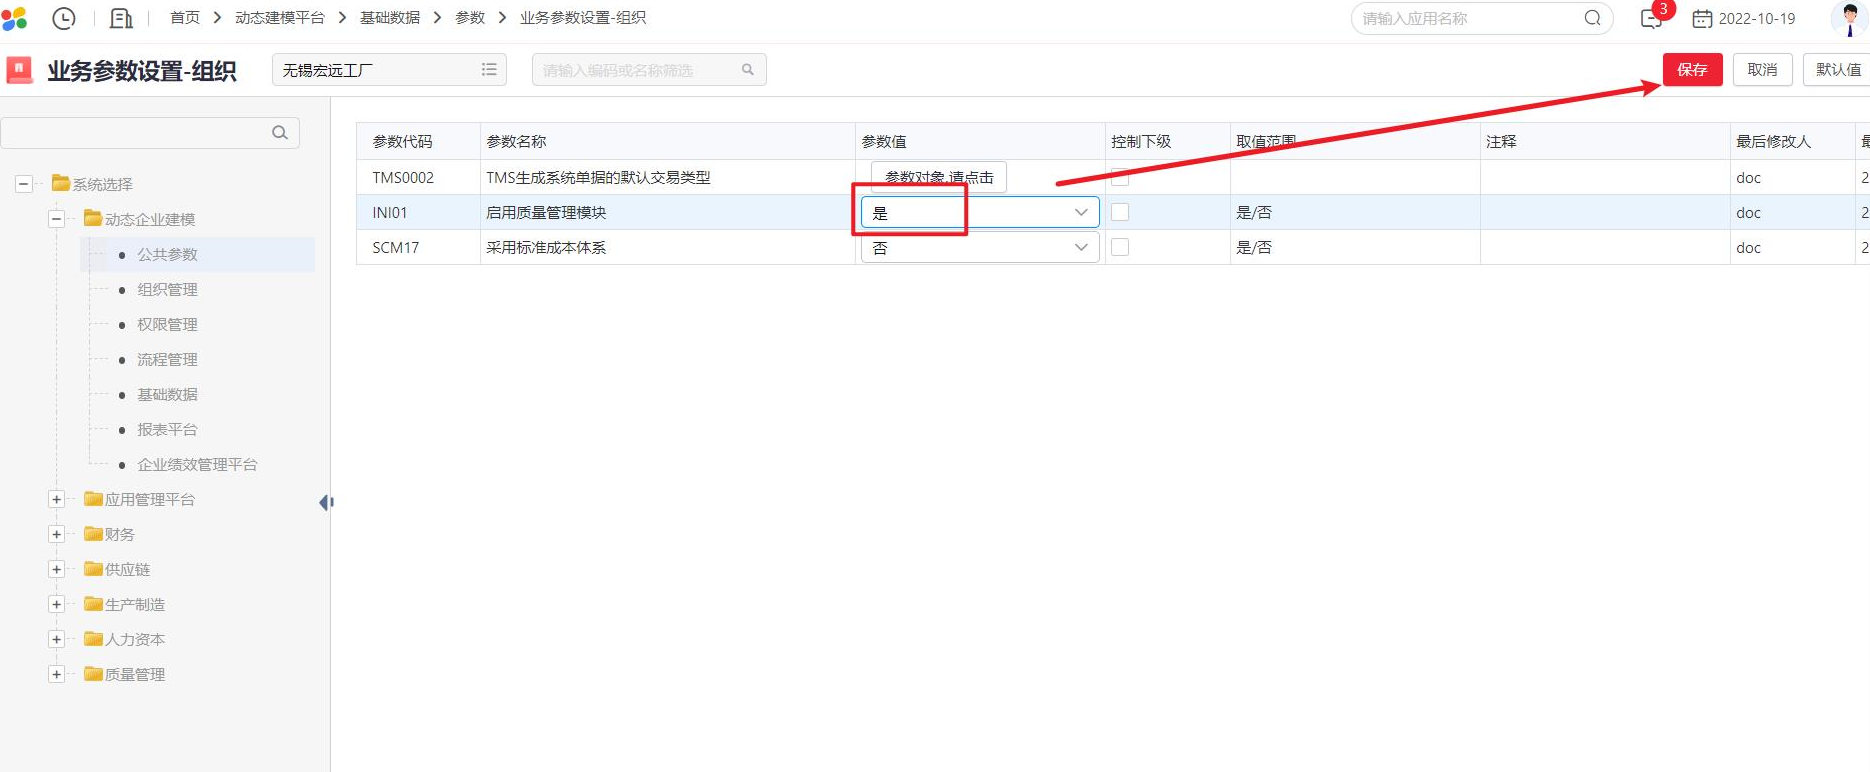 首页 > 动态建模平台 > 基础数据 > 参数 > 业务参数设置-组织
请输入应用名称
3
2022-10-19
业务参数设置-组织
无锡宏远工厂
请输入编码或名称筛选
保存 取消 默认值
参数代码 参数名称 参数值 控制下级 取值范围 注释 最后修改人
TMS0002 TMS生成系统单据的默认交易类型 参数对象,请点击 doc 2
INI01 启用质量管理模块 是 是/否 doc 2
SCM17 采用标准成本体系 否 是/否 doc 2
系统选择
动态企业建模
公共参数
组织管理
权限管理
流程管理
基础数据
报表平台
企业绩效管理平台
应用管理平台
财务
供应链
生产制造
人力资本
质量管理